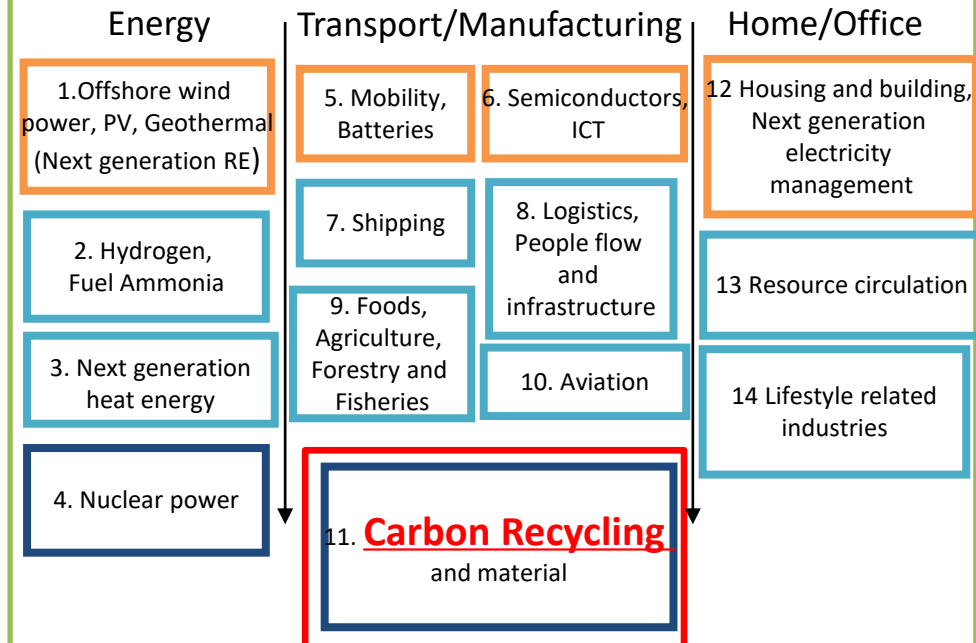 Energy
Transport/Manufacturing
Home/Office
1.Offshore wind
power, PV, Geothermal
(Next generation RE)
2. Hydrogen,
Fuel Ammonia
3. Next generation
heat energy
4. Nuclear power
5. Mobility,
Batteries
6. Semiconductors,
ICT
7. Shipping
8. Logistics,
People flow
and
infrastructure
9. Foods,
Agriculture,
Forestry and
Fisheries
10. Aviation
11. Carbon Recycling
and material
12 Housing and building,
Next generation
electricity
management
13 Resource circulation
14 Lifestyle related
industries